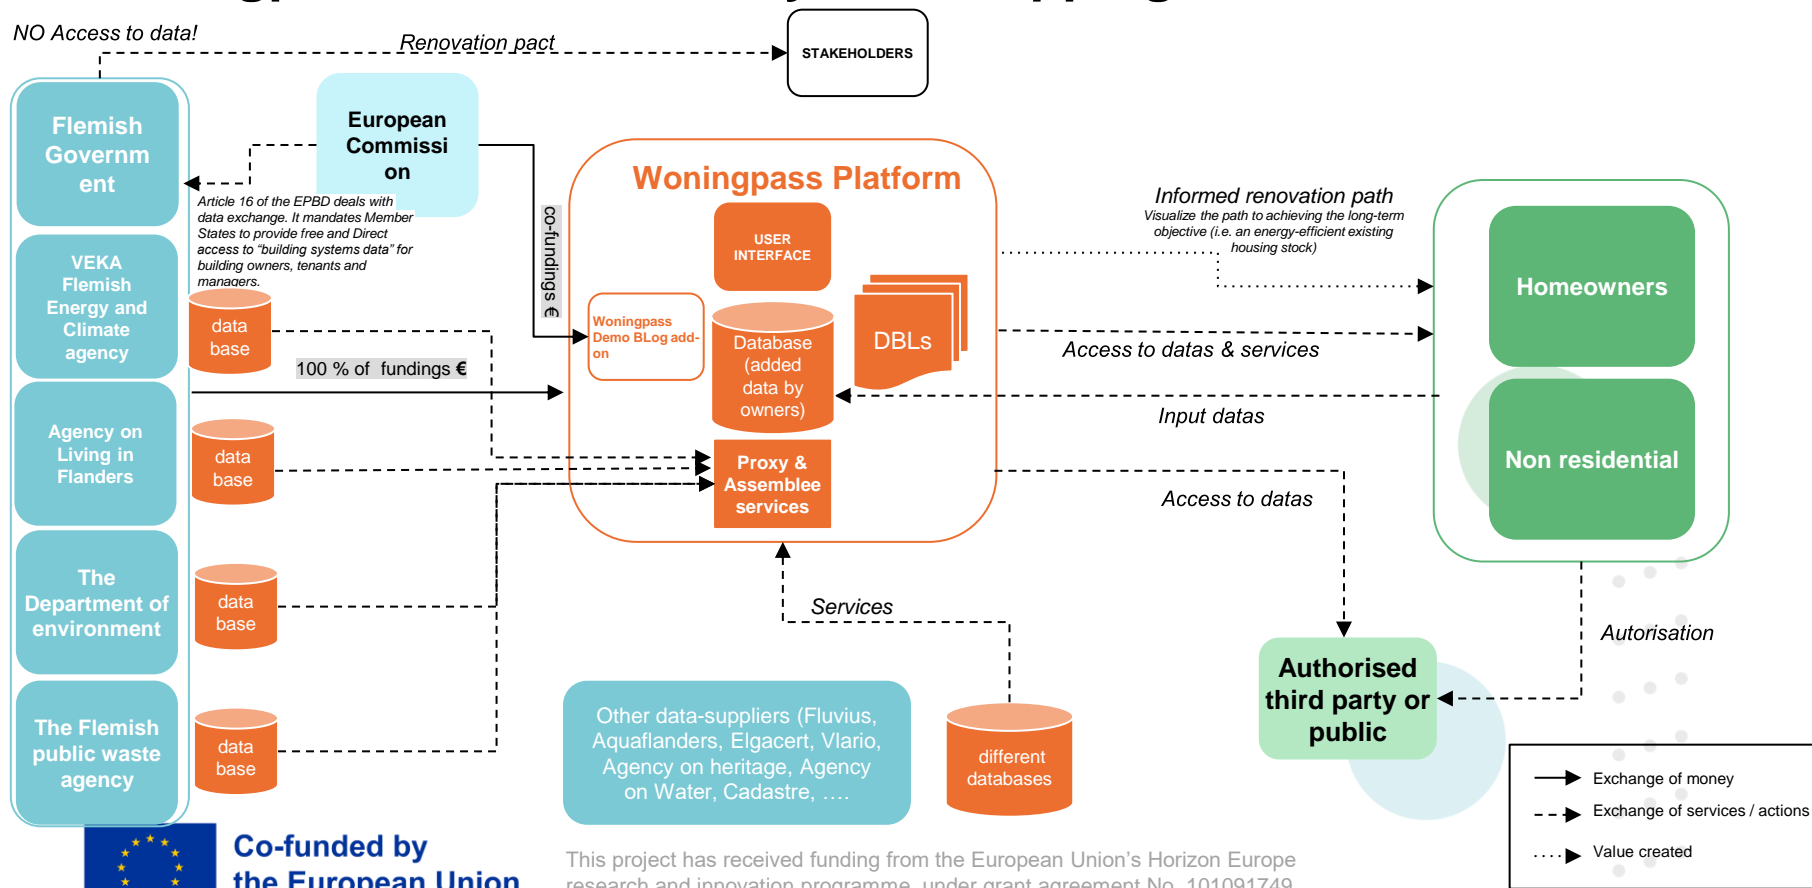 NO Access to data!
Renovation pact
STAKEHOLDERS
Flemish
Governm
ent
European
Commissi
on
Article 16 of the EPBD deals with
data exchange. It mandates Member
States to provide free and Direct
access to “building systems data” for
building owners, tenants and
managers.
VEKA
Flemish
Energy and
Climate
agency
data
base
100 % of fundings €
co-fundings €
Agency on
Living in
Flanders
data
base
The
Department of
environment
data
base
The Flemish
public waste
agency
data
base
Woningpass Platform
USER
INTERFACE
Woningpass
Demo BLog add-
on
Database
(added
data by
owners)
DBLs
Proxy &
Assemblee
services
Services
Other data-suppliers (Fluvius,
Aquaflanders, Elgacert, Vlario,
Agency on heritage, Agency
on Water, Cadastre, ….
different
databases
Informed renovation path
Visualize the path to achieving the long-term
objective (i.e. an energy-efficient existing
housing stock)
Access to datas & services
Input datas
Access to datas
Homeowners
Non residential
Autorisation
Authorised
third party or
public
Exchange of money
Exchange of services / actions
Value created
Co-funded by
the European Union
This project has received funding from the European Union’s Horizon Europe
research and innovation programme under grant agreement No. 101091749